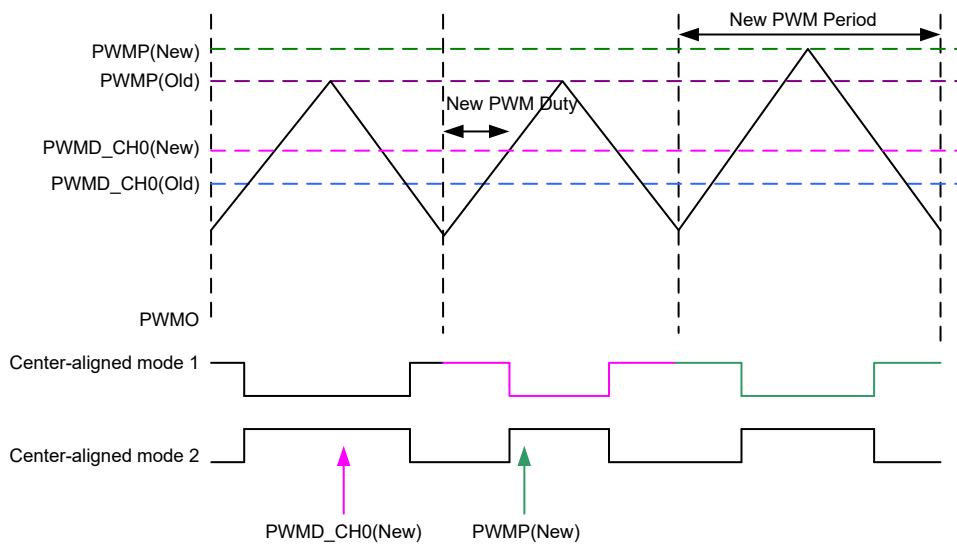 New PWM Period
PWMP(New)
PWMP(Old)
New PWM Duty
PWMD_CH0(New)
PWMD_CH0(Old)
PWMO
Center-aligned mode 1
Center-aligned mode 2
PWMD_CH0(New)
PWMP(New)